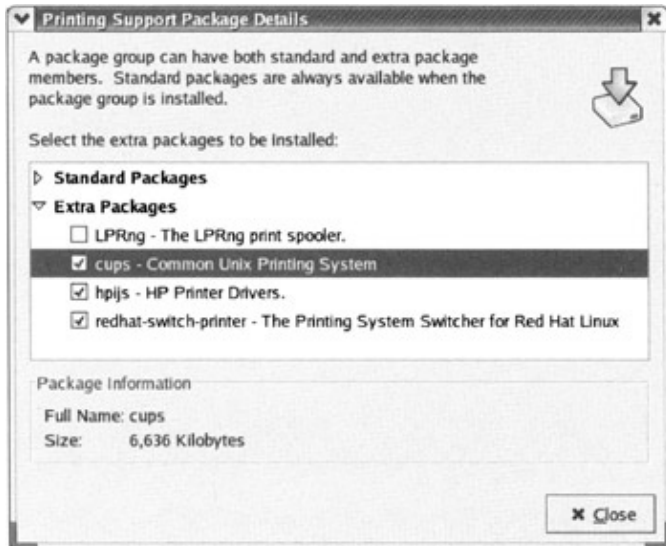 Printing Support Package Details
A package group can have both standard and extra package
members. Standard packages are always available when the
package group is installed.
Select the extra packages to be installed:
Standard Packages
Extra Packages
LPRng - The LPRng print spooler.
cups - Common Unix Printing System
hpijs - HP Printer Drivers.
redhat-switch-printer - The Printing System Switcher for Red Hat Linux
Package Information
Full Name: cups
Size: 6,636 Kilobytes
Close